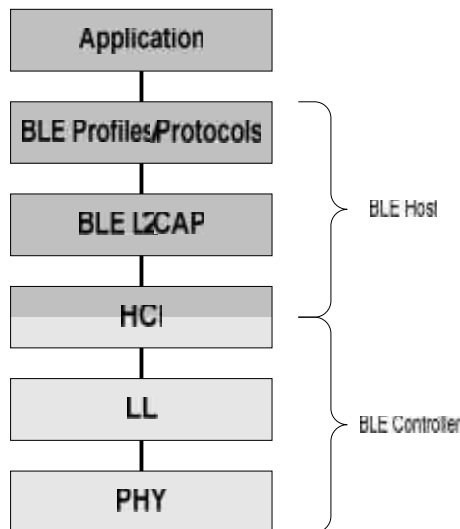 Application
BLE Profiles/Protocols
BLE L2CAP
BLE Host
HCI
LL
BLE Controller
PHY